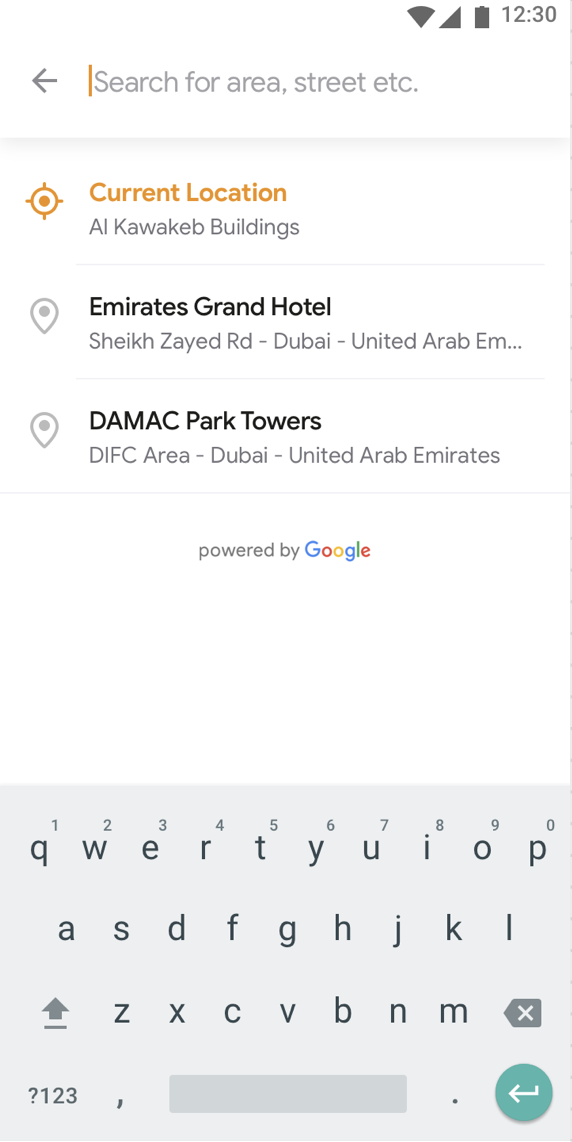 12:30
Search for area, street etc.
Current Location
Al Kawakeb Buildings
Emirates Grand Hotel
Sheikh Zayed Rd - Dubai - United Arab Em...
DAMAC Park Towers
DIFC Area - Dubai - United Arab Emirates
powered by Google
1 2 3 4 5 6 7 8 9 0
q w e r t y u i o p
a s d f g h j k l
z x c v b n m
?123 , .